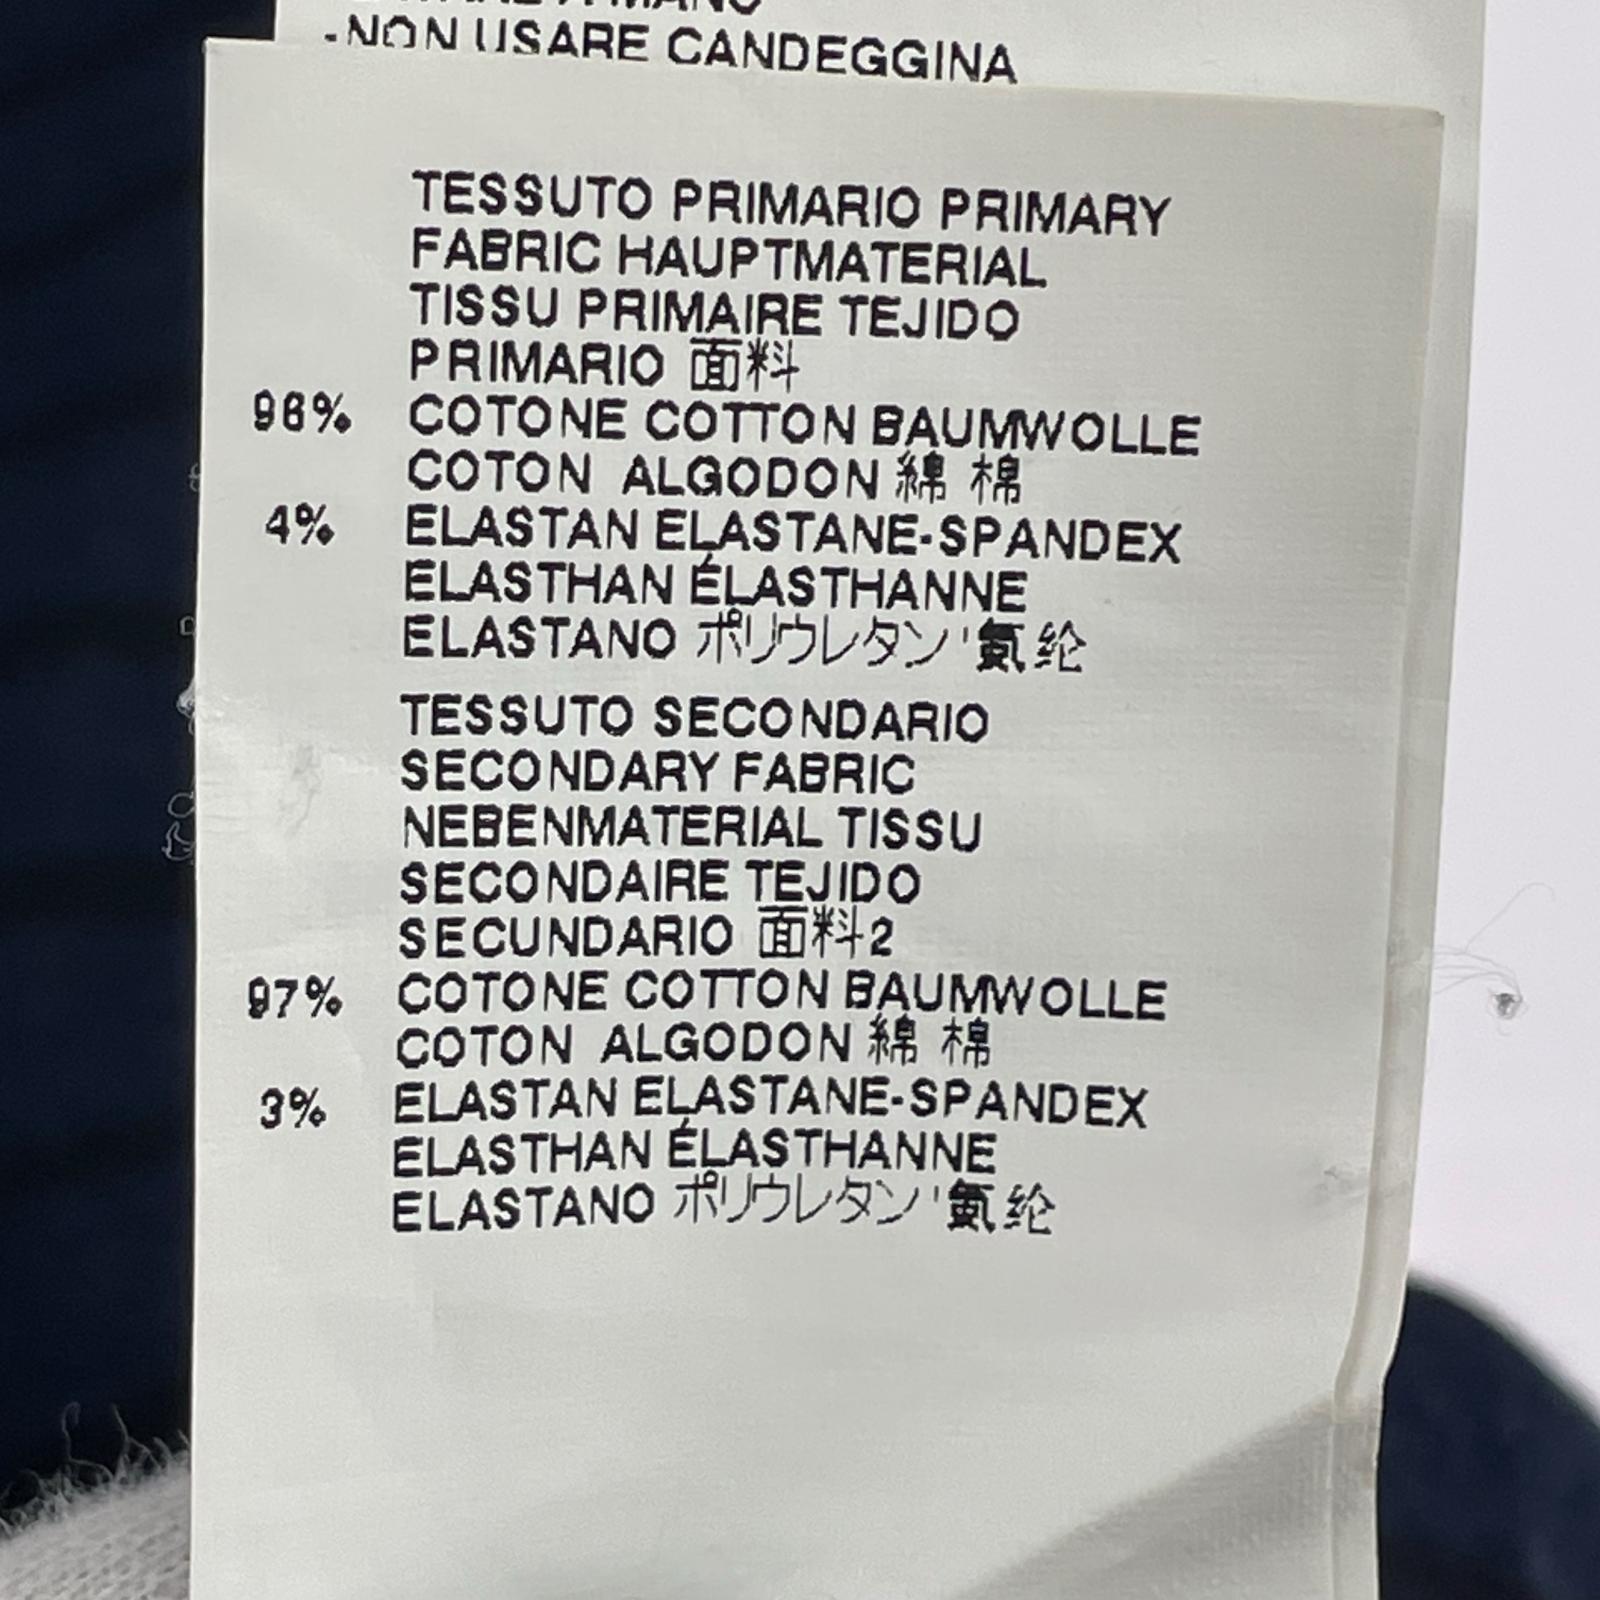 -NON USARE CANDEGGINA
TESSUTO PRIMARIO PRIMARY
FABRIC HAUPTMATERIAL
TISSU PRIMAIRE TEJIDO
PRIMARIO 面料
96% COTONE COTTON BAUMWOLLE
COTON ALGODON 綿 棉
4% ELASTAN ELASTANE-SPANDEX
ELASTHAN ÉLASTHANNE
ELASTANO ポリウレタン' 氨纶
TESSUTO SECONDARIO
SECONDARY FABRIC
NEBENMATERIAL TISSU
SECONDAIRE TEJIDO
SECUNDARIO 面料2
97% COTONE COTTON BAUMWOLLE
COTON ALGODON 綿 棉
3% ELASTAN ELASTANE-SPANDEX
ELASTHAN ÉLASTHANNE
ELASTANO ポリウレタン' 氨纶